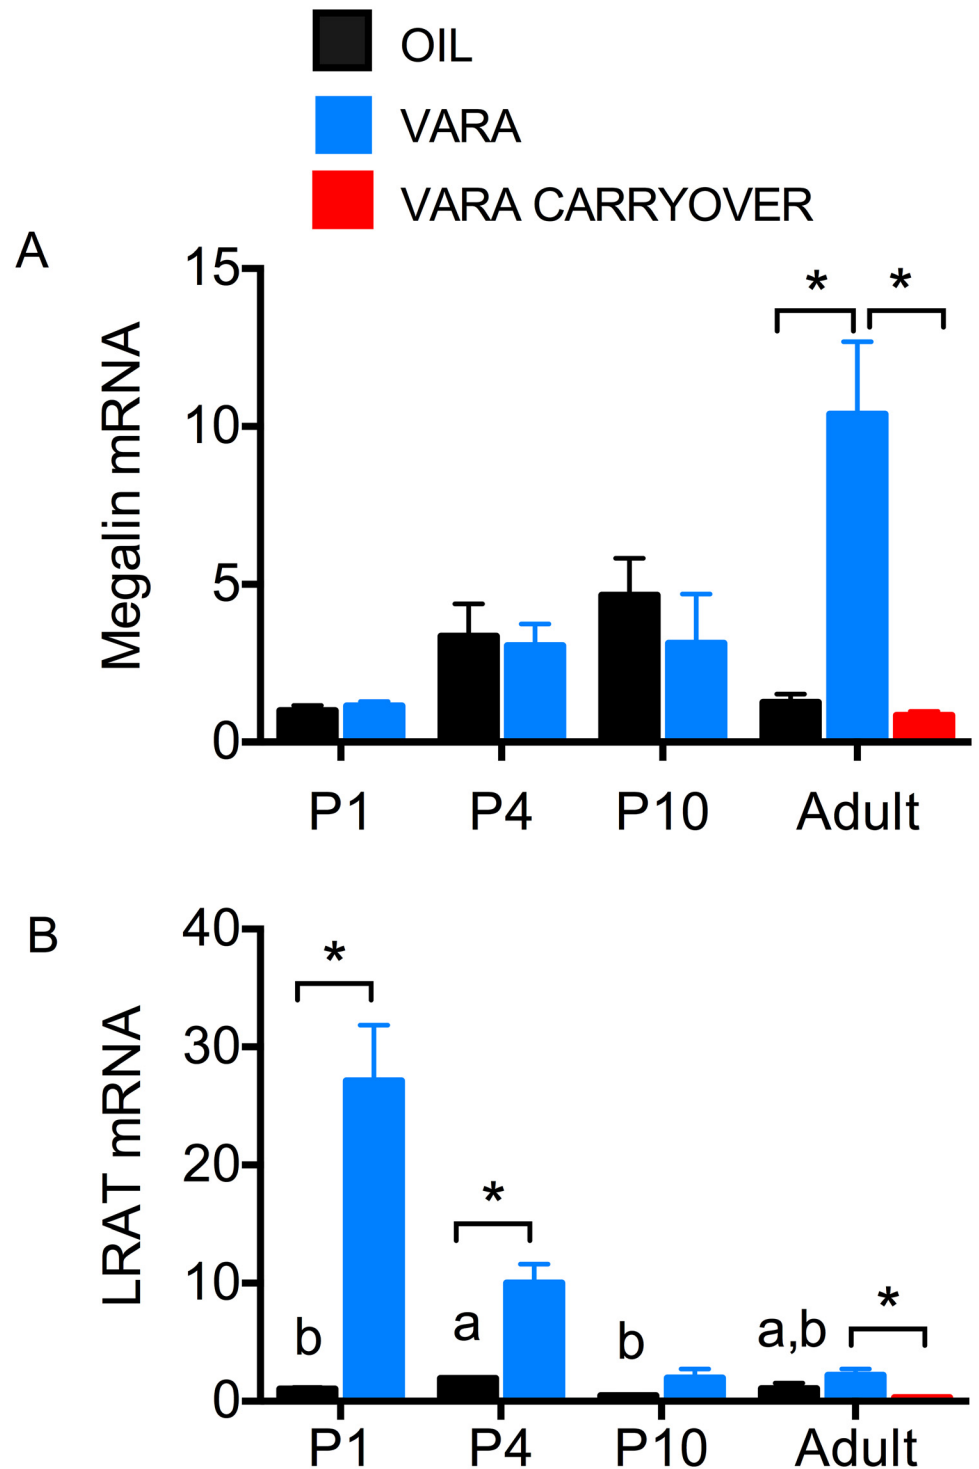 OIL
VARA
VARA CARRYOVER
A
Megalin mRNA
15
10
5
0
* *
P1 P4 P10 Adult
B
LRAT mRNA
40
30
20
10
0
*
*
*
b a b a,b
P1 P4 P10 Adult